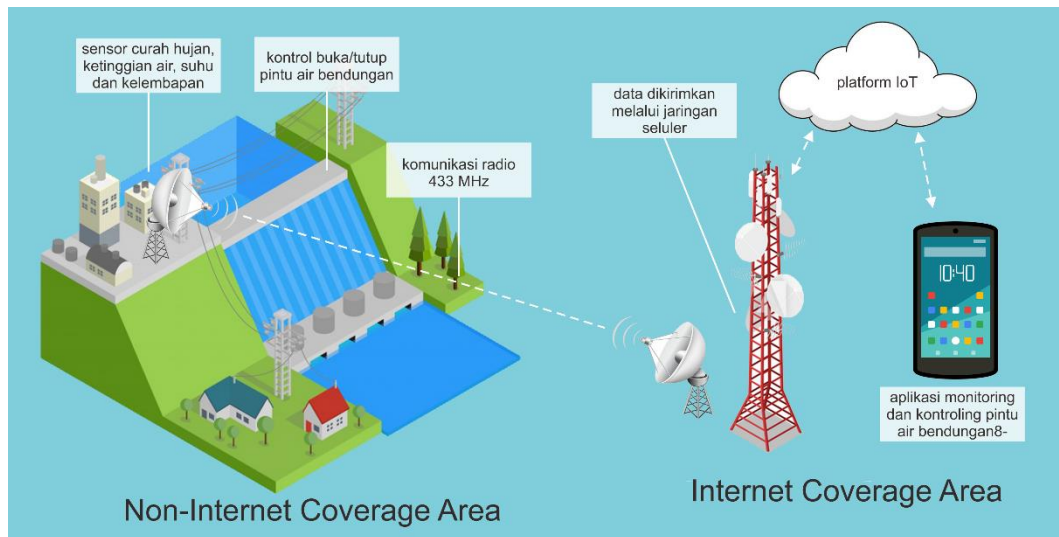 sensor curah hujan,
ketinggian air, suhu
dan kelembapan
kontrol buka/tutup
pintu air bendungan
komunikasi radio
433 MHz
data dikirimkan
melalui jaringan
seluler
platform IoT
10:40
aplikasi monitoring
dan kontroling pintu
air bendungan8-
Non-Internet Coverage Area
Internet Coverage Area